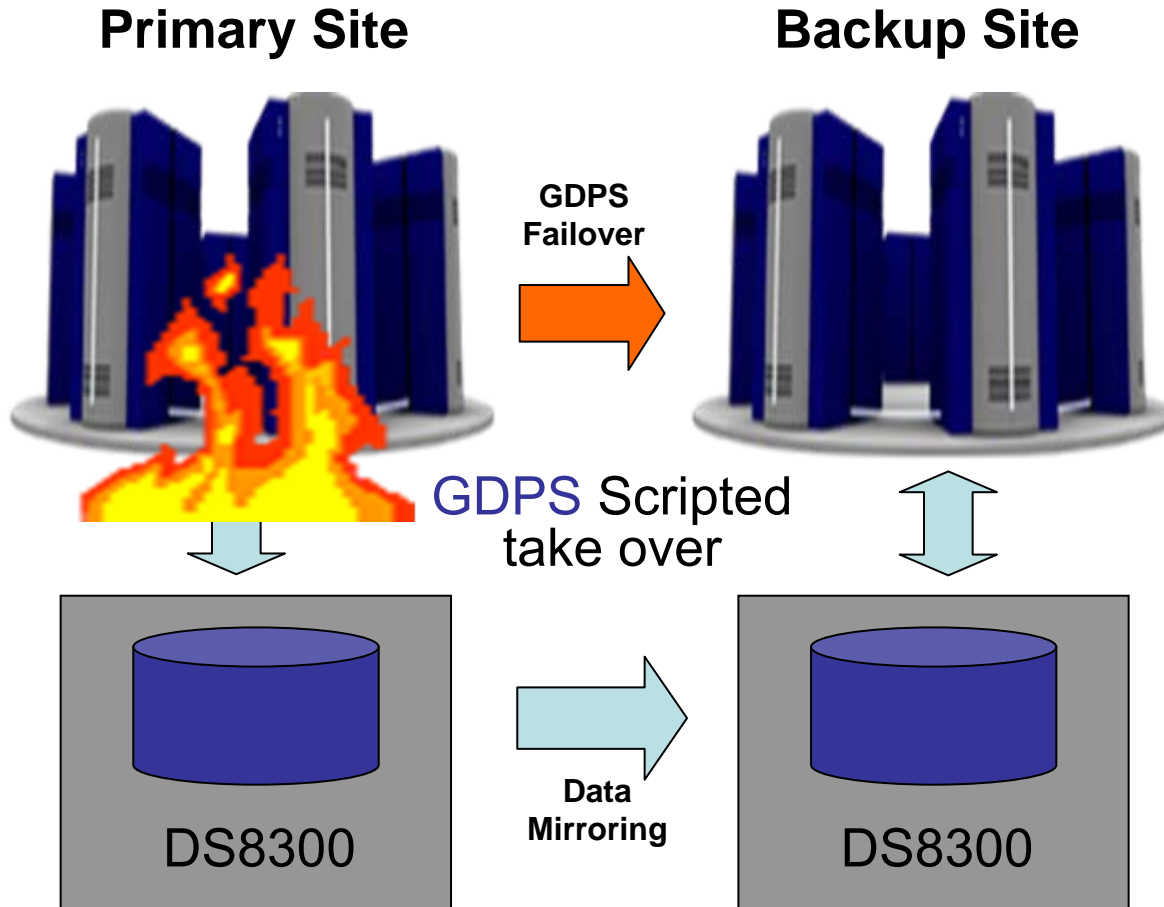 Primary Site
Backup Site
GDPS
Failover
GDPS Scripted
take over
Data
Mirroring
DS8300
DS8300